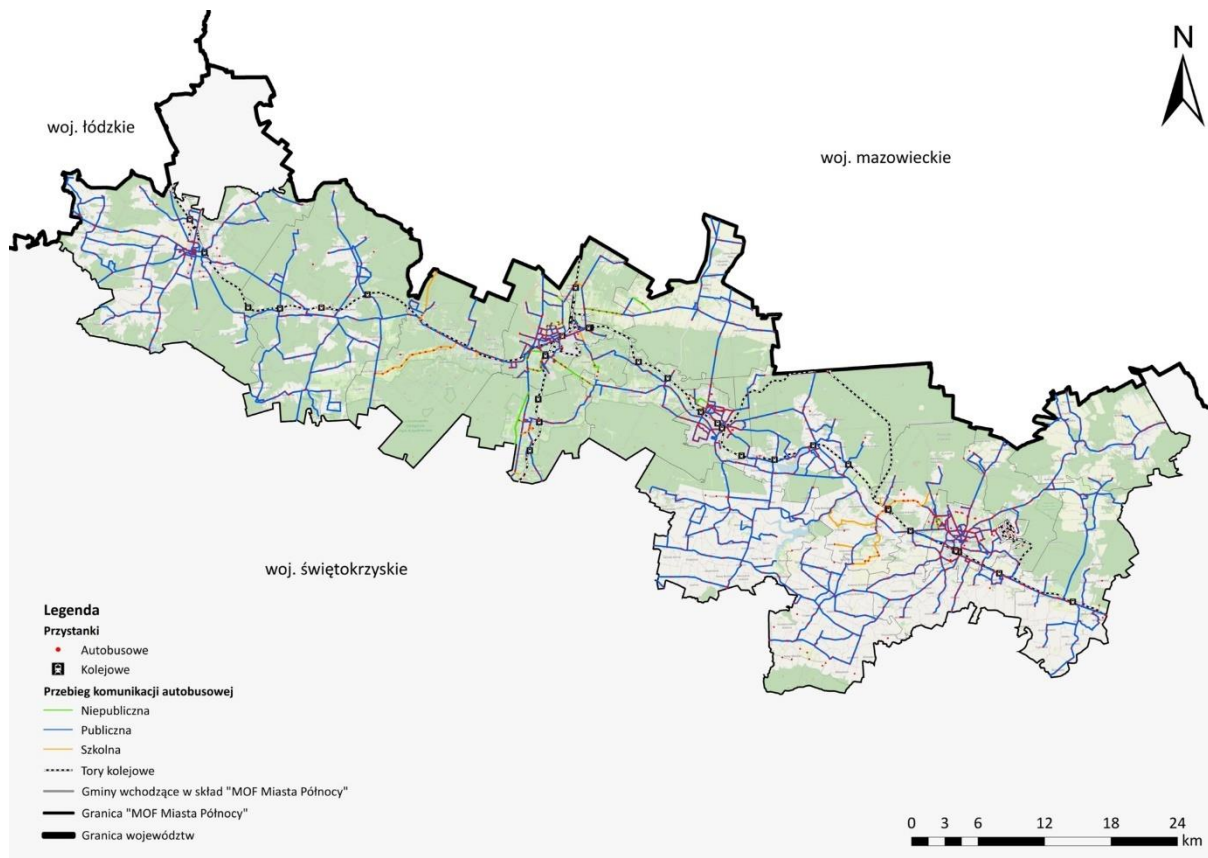 N
woj. łódzkie
woj. mazowieckie
woj. świętokrzyskie
Legenda
Przystanki
Autobusowe
Kolejowe
Przebieg komunikacji autobusowej
Niepubliczna
Publiczna
Szkolna
Tory kolejowe
Gminy wchodzące w skład "MOF Miasta Północy"
Granica "MOF Miasta Północy"
Granica województw
0 3 6 12 18 24
km